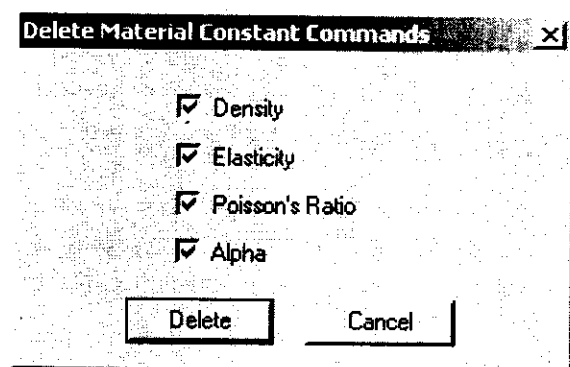 Delete Material Constant Commands
Density
Elasticity
Poisson's Ratio
Alpha
Delete Cancel